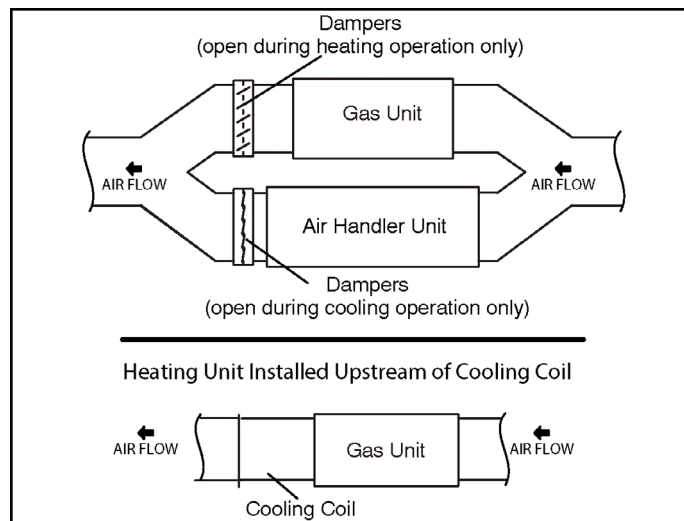 Dampers
(open during heating operation only)
Gas Unit
AIR FLOW
AIR FLOW
Air Handler Unit
Dampers
(open during cooling operation only)
Heating Unit Installed Upstream of Cooling Coil
AIR FLOW
Gas Unit
AIR FLOW
Cooling Coil